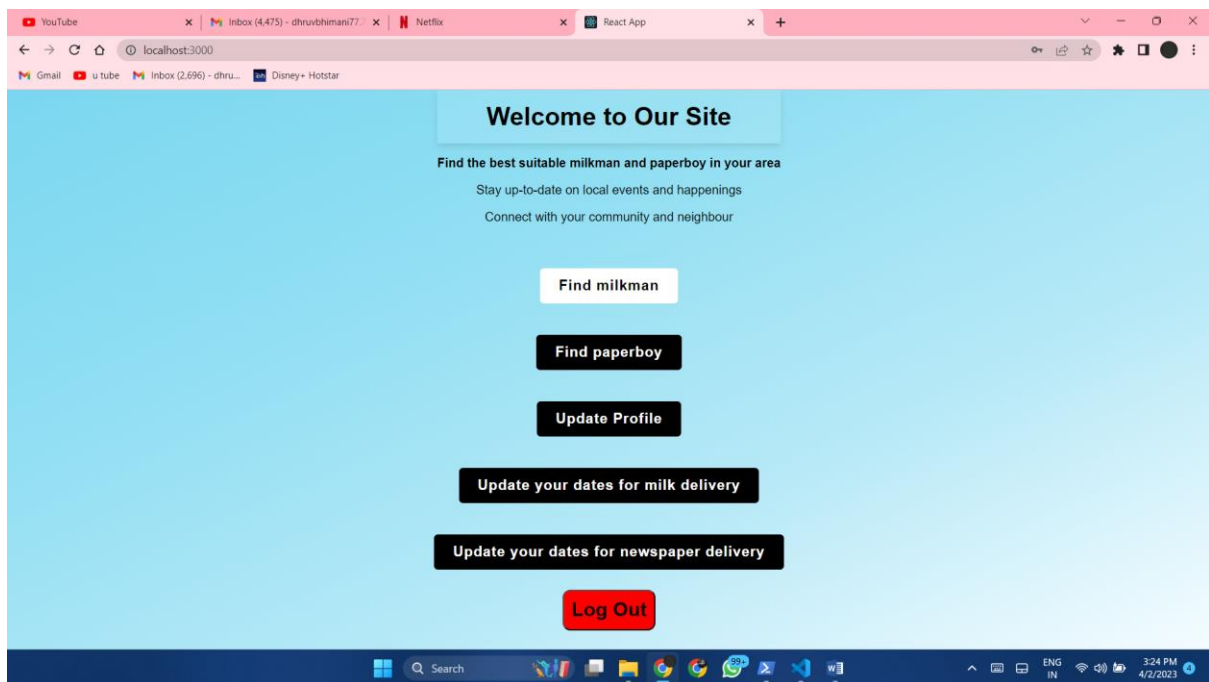 YouTube
Inbox (4,475) - dhruvbhimani77.
Netflix
React App
localhost:3000
Gmail
u tube
Inbox (2,696) - dhru...
Disney+ Hotstar
Welcome to Our Site
Find the best suitable milkman and paperboy in your area
Stay up-to-date on local events and happenings
Connect with your community and neighbour
Find milkman
Find paperboy
Update Profile
Update your dates for milk delivery
Update your dates for newspaper delivery
Log Out
Search
99+
ENG
IN
3:24 PM
4/2/2023
4